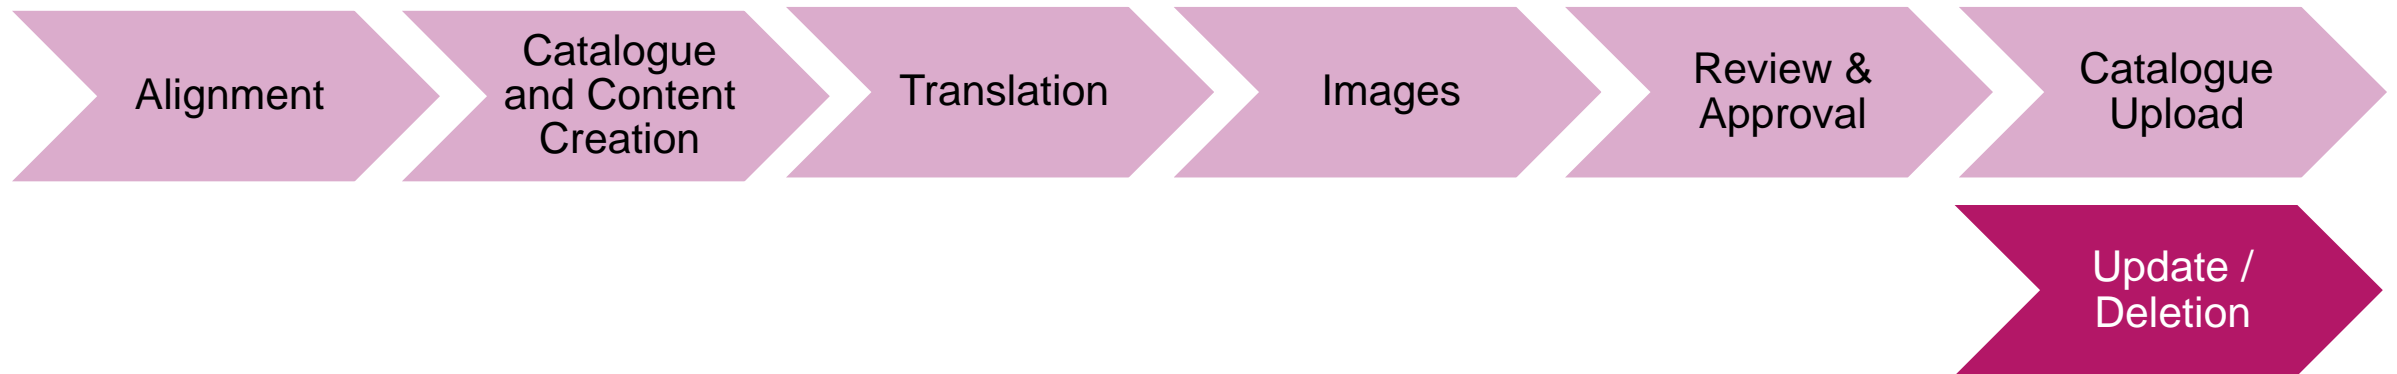 Alignment
Catalogue
and Content
Creation
Translation
Images
Review &
Approval
Catalogue
Upload
Update /
Deletion